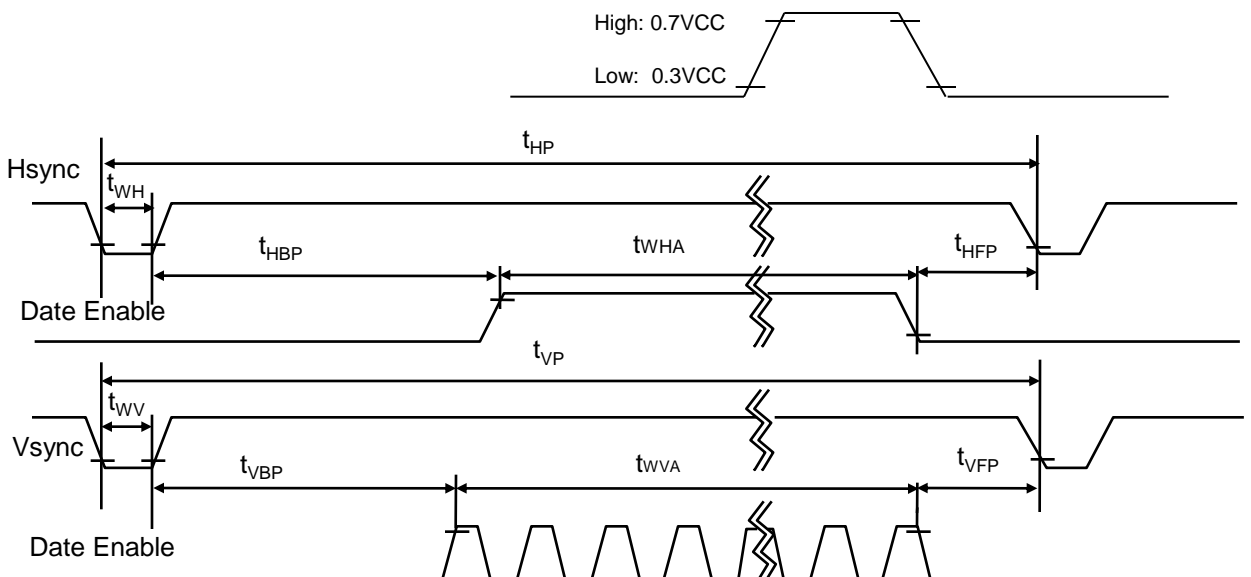 High: 0.7VCC
Low: 0.3VCC
tHP
Hsync
tWH
tHBP
tWHA
tHFP
Date Enable
tVP
tWV
Vsync
tVBP
tWVA
tVFP
Date Enable